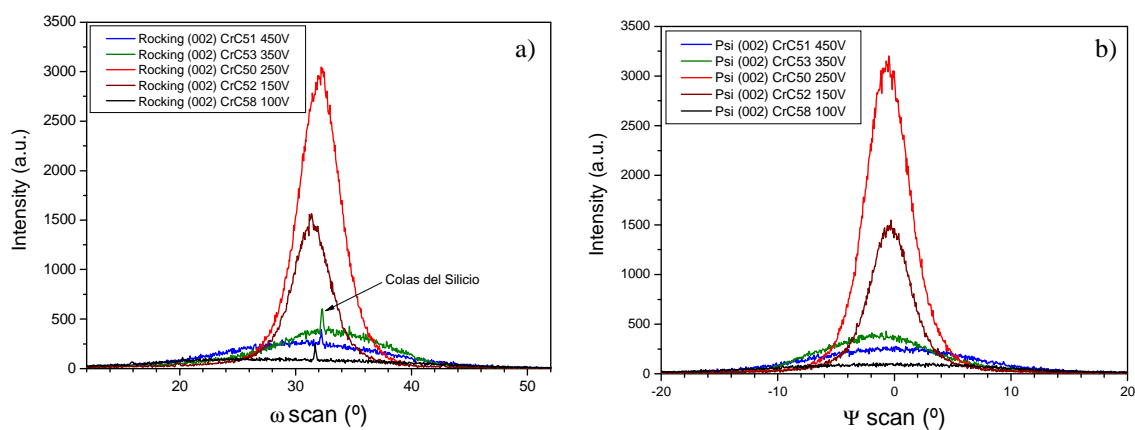 a)
Rocking (002) CrC51 450V
Rocking (002) CrC53 350V
Rocking (002) CrC50 250V
Rocking (002) CrC52 150V
Rocking (002) CrC58 100V
3500
3000
2500
2000
1500
1000
500
0
Intensity (a.u.)
Colas del Silicio
20 30 40 50
ω scan (º)
b)
Psi (002) CrC51 450V
Psi (002) CrC53 350V
Psi (002) CrC50 250V
Psi (002) CrC52 150V
Psi (002) CrC58 100V
3500
3000
2500
2000
1500
1000
500
0
Intensity (a.u.)
-20 -10 0 10 20
Ψ scan (º)